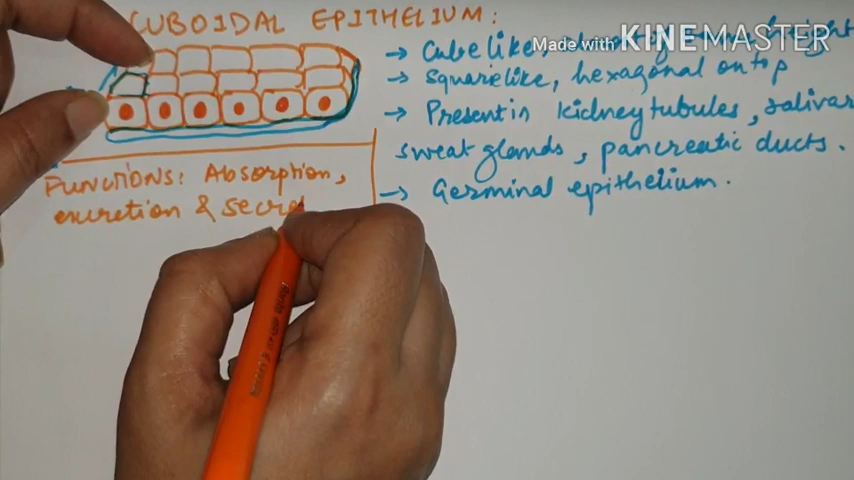 CUBOIDAL EPITHELIUM:
→ Cube like,
Made with KINEMASTER
→ Squarelike, hexagonal on top
→ Present in kidney tubules, salivar
sweat glands, pancreatic ducts.
→ Germinal epithelium.
FUNCTIONS: Absorption,
excretion & secre